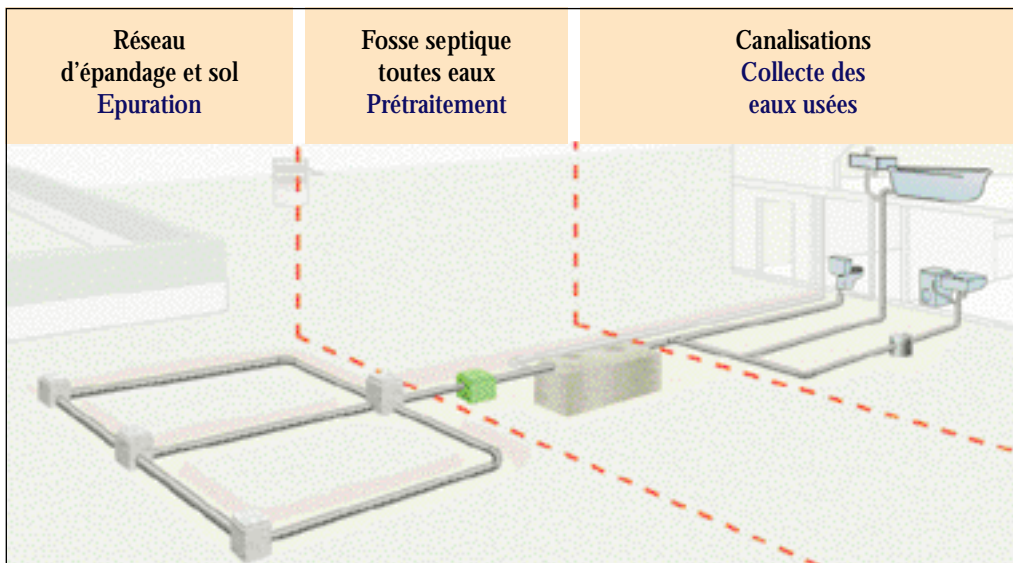 Réseau
d'épandage et sol
Epuration
Fosse septique
toutes eaux
Prétraitement
Canalisations
Collecte des
eaux usées